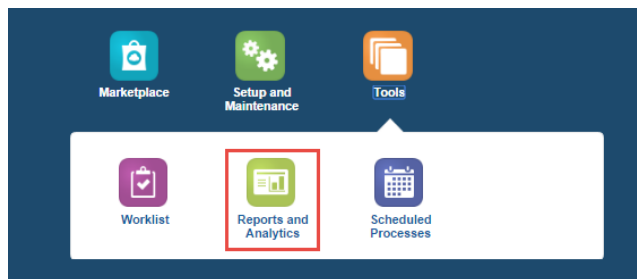 Marketplace
Setup and
Maintenance
Tools
Worklist
Reports and
Analytics
Scheduled
Processes